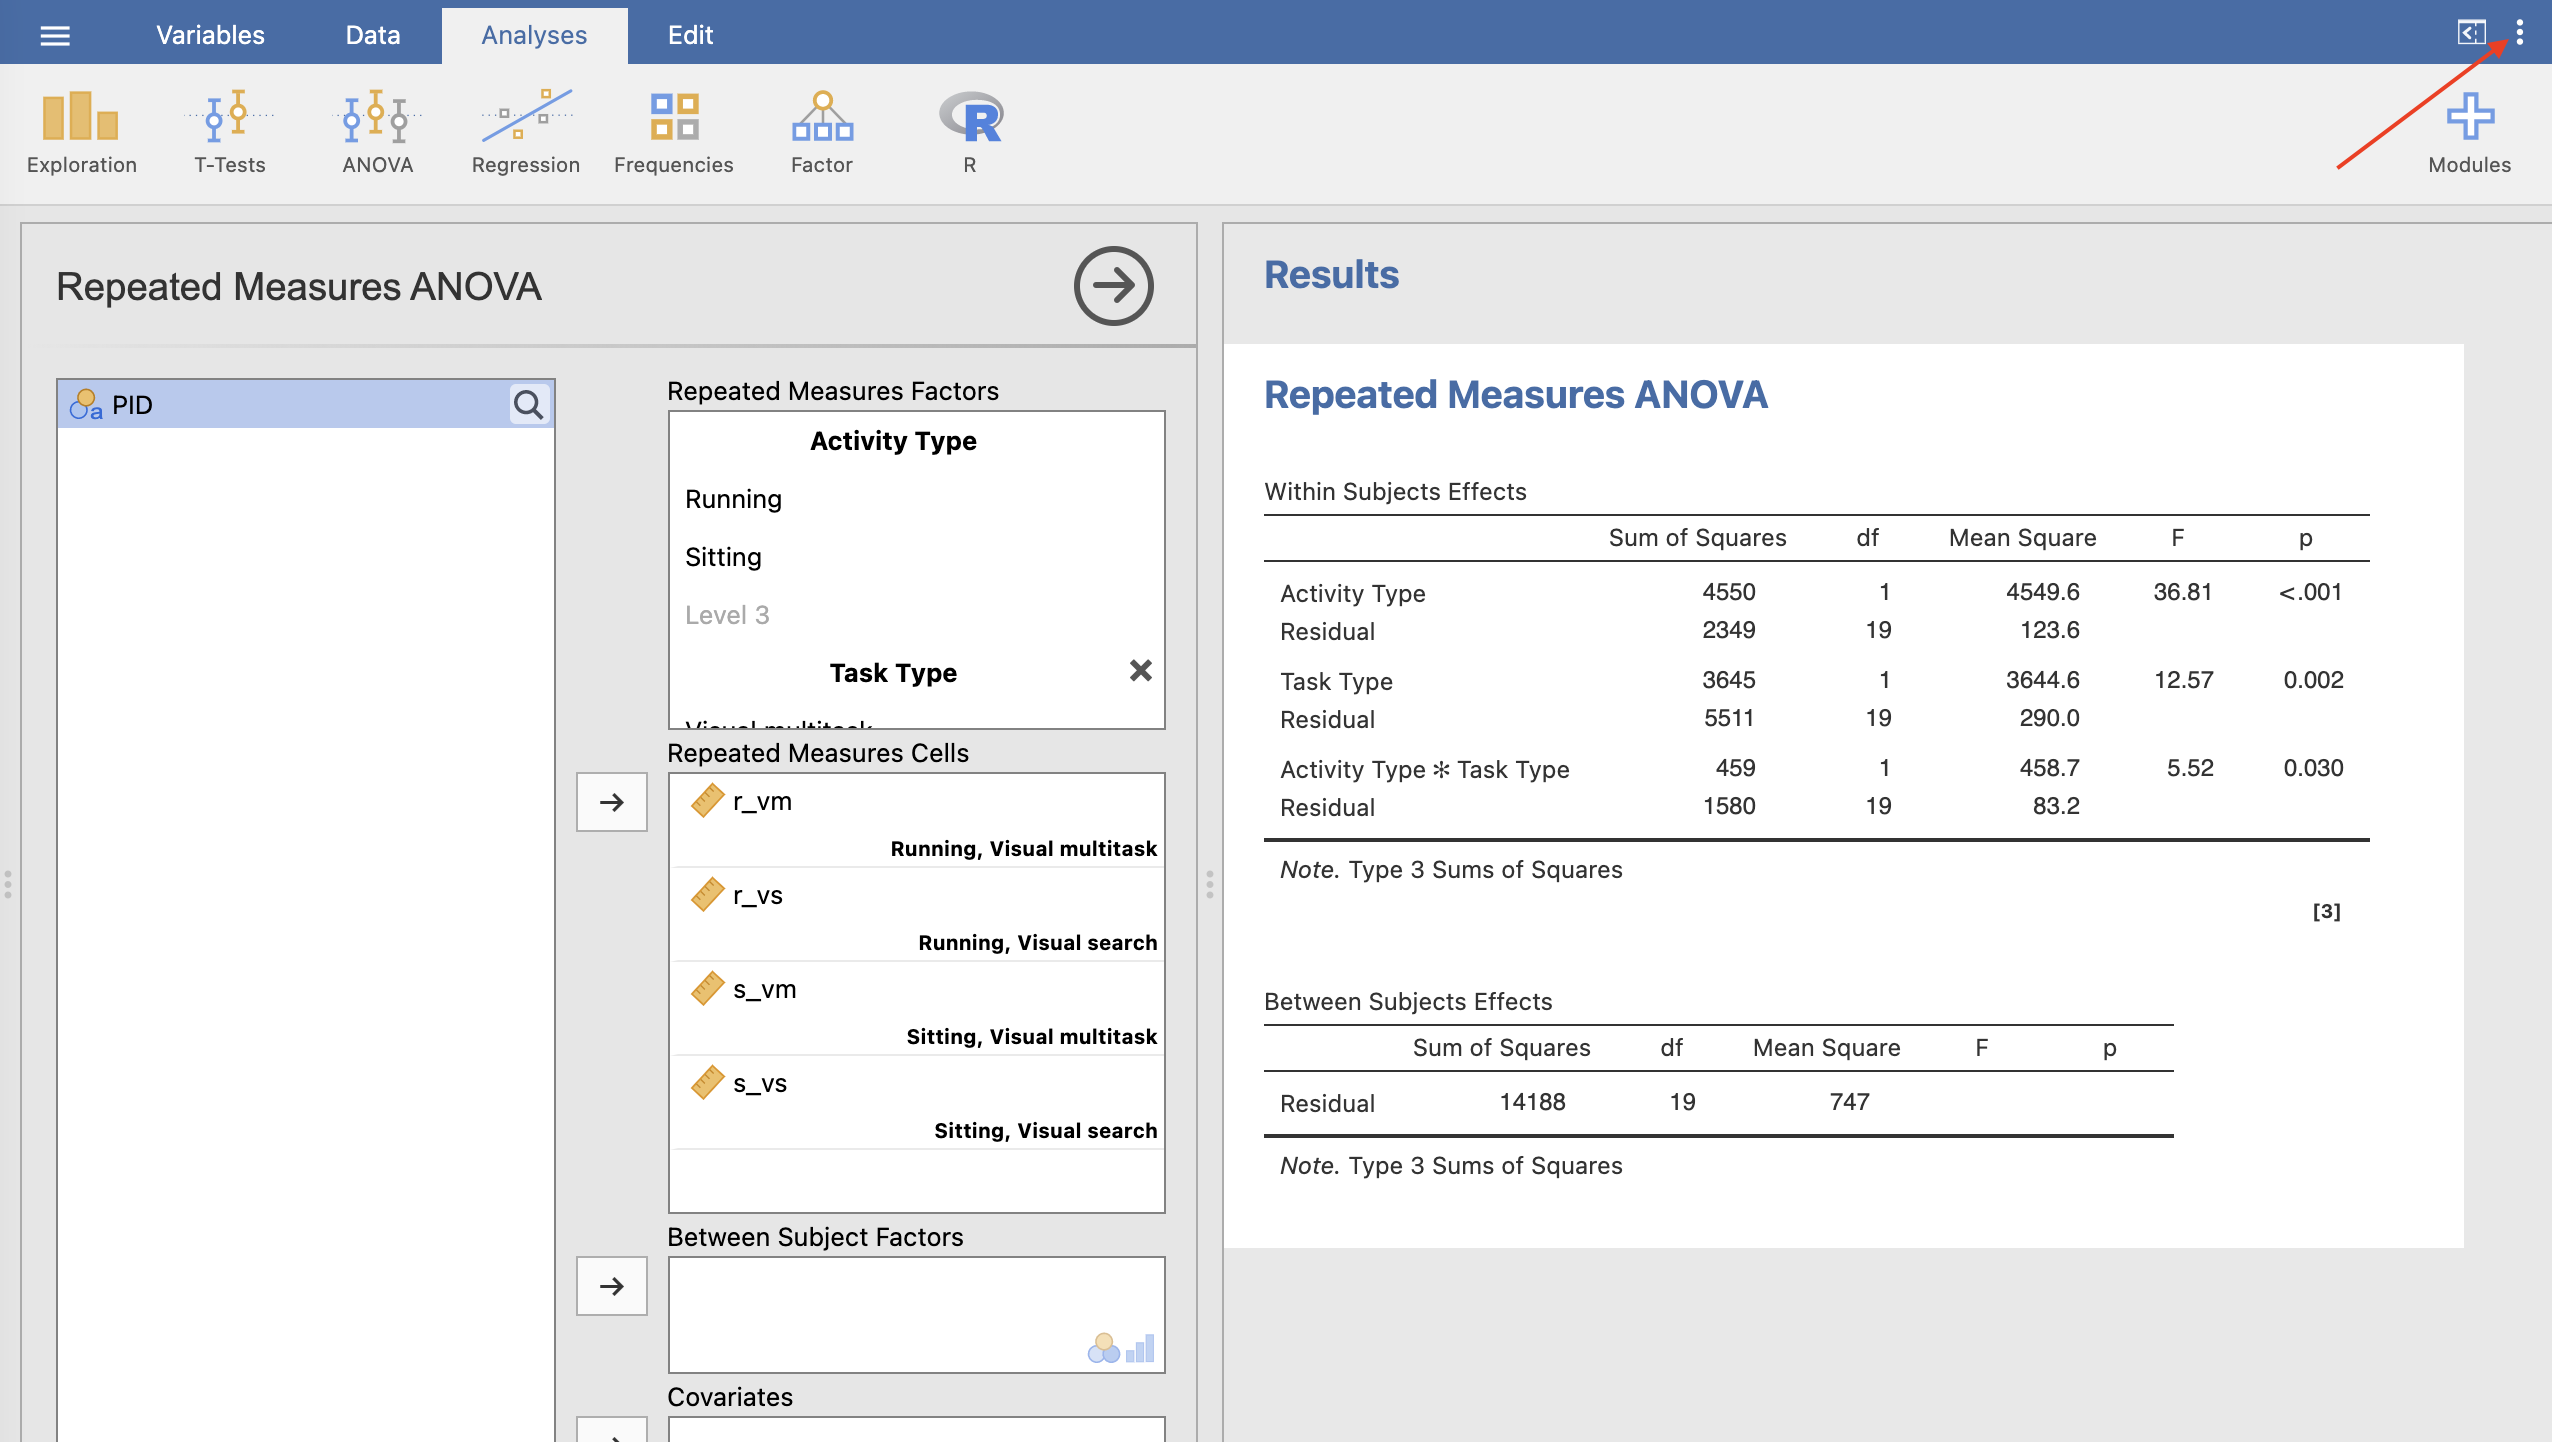 Variables Data Analyses Edit
Exploration T-Tests ANOVA Regression Frequencies Factor R Modules
Repeated Measures ANOVA
PID
Repeated Measures Factors
Activity Type
Running
Sitting
Level 3
Task Type
Visual multitask
Repeated Measures Cells
r_vm
Running, Visual multitask
r_vs
Running, Visual search
s_vm
Sitting, Visual multitask
s_vs
Sitting, Visual search
Between Subject Factors
Covariates
Results
Repeated Measures ANOVA
Within Subjects Effects
Sum of Squares df Mean Square F p
Activity Type 4550 1 4549.6 36.81 <.001
Residual 2349 19 123.6
Task Type 3645 1 3644.6 12.57 0.002
Residual 5511 19 290.0
Activity Type ✻ Task Type 459 1 458.7 5.52 0.030
Residual 1580 19 83.2
Note. Type 3 Sums of Squares
[3]
Between Subjects Effects
Sum of Squares df Mean Square F p
Residual 14188 19 747
Note. Type 3 Sums of Squares